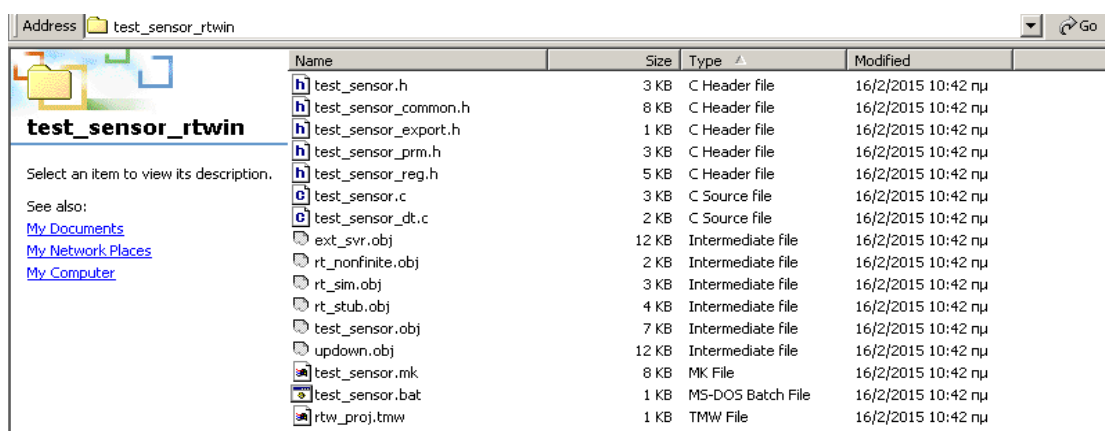 Address test_sensor_rtwin Go
test_sensor_rtwin
Select an item to view its description.
See also:
My Documents
My Network Places
My Computer
Name Size Type Modified
test_sensor.h 3 KB C Header file 16/2/2015 10:42 πμ
test_sensor_common.h 8 KB C Header file 16/2/2015 10:42 πμ
test_sensor_export.h 1 KB C Header file 16/2/2015 10:42 πμ
test_sensor_prm.h 3 KB C Header file 16/2/2015 10:42 πμ
test_sensor_reg.h 5 KB C Header file 16/2/2015 10:42 πμ
test_sensor.c 3 KB C Source file 16/2/2015 10:42 πμ
test_sensor_dt.c 2 KB C Source file 16/2/2015 10:42 πμ
ext_svr.obj 12 KB Intermediate file 16/2/2015 10:42 πμ
rt_nonfinite.obj 2 KB Intermediate file 16/2/2015 10:42 πμ
rt_sim.obj 3 KB Intermediate file 16/2/2015 10:42 πμ
rt_stub.obj 4 KB Intermediate file 16/2/2015 10:42 πμ
test_sensor.obj 7 KB Intermediate file 16/2/2015 10:42 πμ
updown.obj 12 KB Intermediate file 16/2/2015 10:42 πμ
test_sensor.mk 8 KB MK File 16/2/2015 10:42 πμ
test_sensor.bat 1 KB MS-DOS Batch File 16/2/2015 10:42 πμ
rtw_proj.tmw 1 KB TMW File 16/2/2015 10:42 πμ